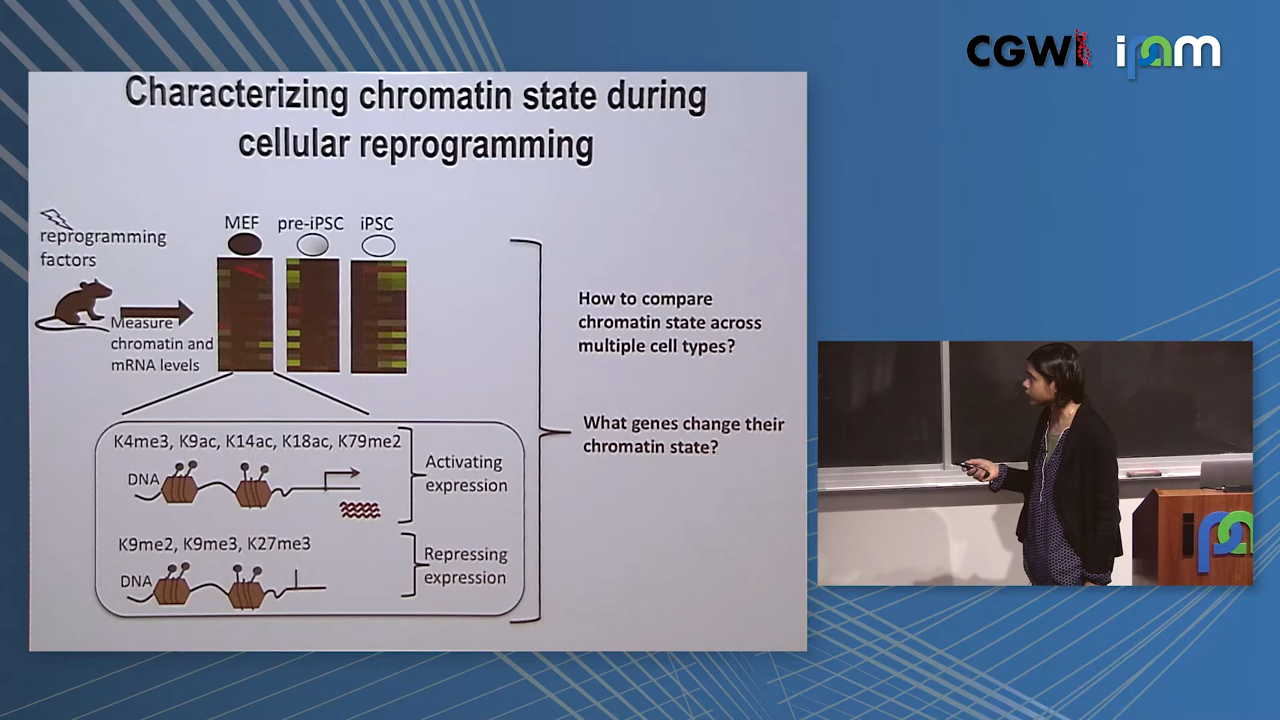 CGWI ipam
Characterizing chromatin state during
cellular reprogramming
reprogramming
factors
Measure
chromatin and
mRNA levels
MEF pre-iPSC iPSC
K4me3, K9ac, K14ac, K18ac, K79me2
DNA
Activating
expression
K9me2, K9me3, K27me3
DNA
Repressing
expression
How to compare
chromatin state across
multiple cell types?
What genes change their
chromatin state?